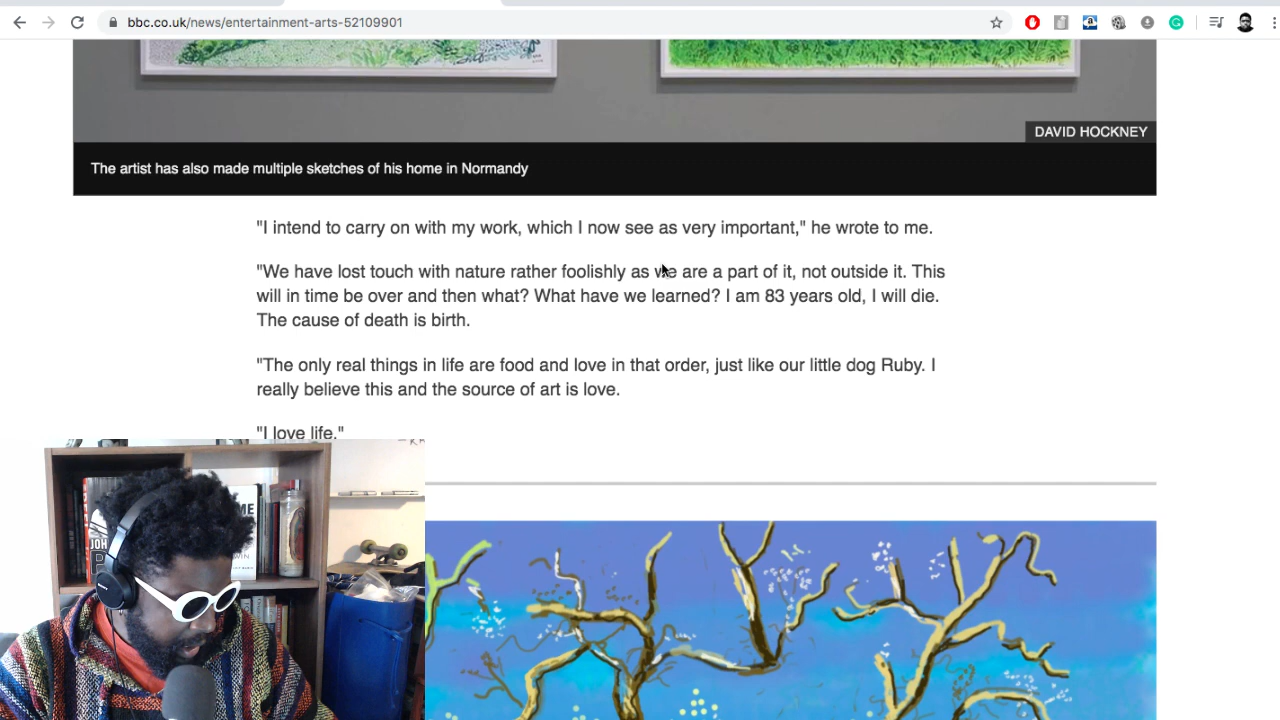 bbc.co.uk/news/entertainment-arts-52109901
DAVID HOCKNEY
The artist has also made multiple sketches of his home in Normandy
"I intend to carry on with my work, which I now see as very important," he wrote to me.
"We have lost touch with nature rather foolishly as we are a part of it, not outside it. This
will in time be over and then what? What have we learned? I am 83 years old, I will die.
The cause of death is birth.
"The only real things in life are food and love in that order, just like our little dog Ruby. I
really believe this and the source of art is love.
"I love life."